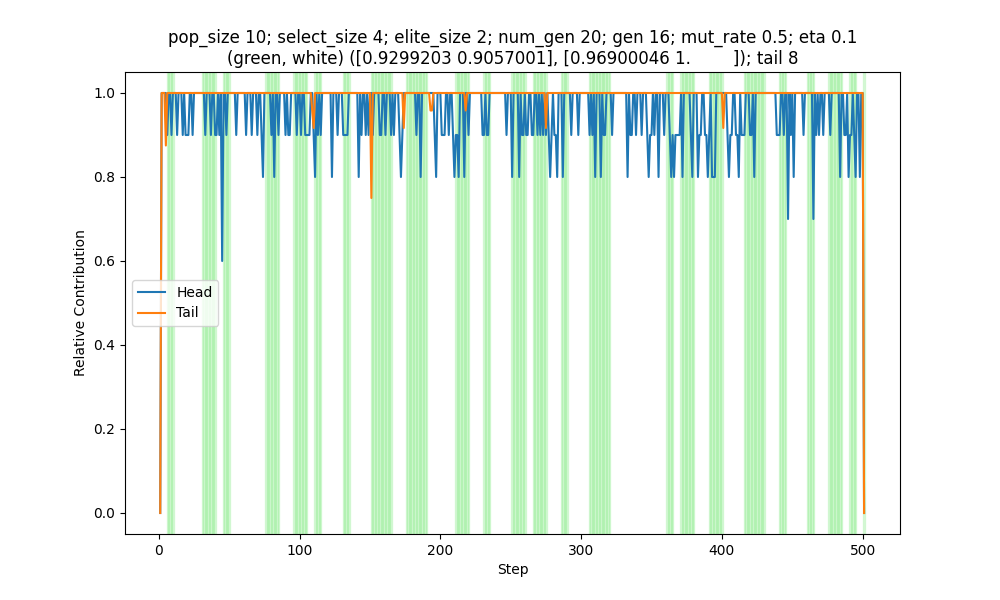 pop_size 10; select_size 4; elite_size 2; num_gen 20; gen 16; mut_rate 0.5; eta 0.1
(green, white) ([0.9299203 0.9057001], [0.96900046 1.        ]); tail 8
1.0
0.8
0.6
0.4
0.2
0.0
Relative Contribution
Head
Tail
0 100 200 300 400 500
Step